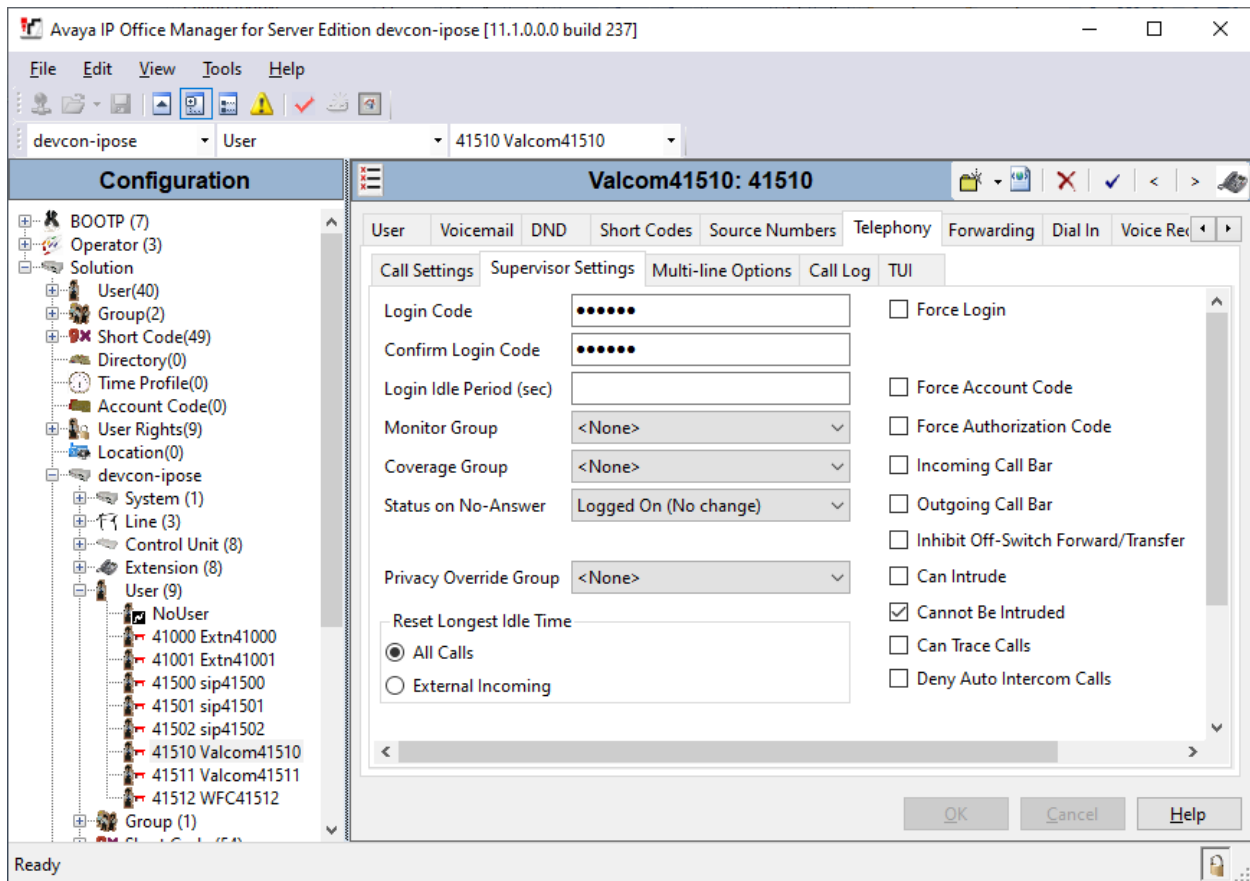 Avaya IP Office Manager for Server Edition devcon-ipose [11.1.0.0.0 build 237]
File Edit View Tools Help
devcon-ipose User 41510 Valcom41510
Configuration
BOOTP (7)
Operator (3)
Solution
User(40)
Group(2)
Short Code(49)
Directory(0)
Time Profile(0)
Account Code(0)
User Rights(9)
Location(0)
devcon-ipose
System (1)
Line (3)
Control Unit (8)
Extension (8)
User (9)
NoUser
41000 Extn41000
41001 Extn41001
41500 sip41500
41501 sip41501
41502 sip41502
41510 Valcom41510
41511 Valcom41511
41512 WFC41512
Group (1)
Valcom41510: 41510
User Voicemail DND Short Codes Source Numbers Telephony Forwarding Dial In Voice Rec
Call Settings Supervisor Settings Multi-line Options Call Log TUI
Login Code ●●●●●● Force Login
Confirm Login Code ●●●●●●
Login Idle Period (sec) Force Account Code
Monitor Group <None> Force Authorization Code
Coverage Group <None> Incoming Call Bar
Status on No-Answer Logged On (No change) Outgoing Call Bar
Inhibit Off-Switch Forward/Transfer
Privacy Override Group <None> Can Intrude
Reset Longest Idle Time Cannot Be Intruded
All Calls Can Trace Calls
External Incoming Deny Auto Intercom Calls
OK Cancel Help
Ready